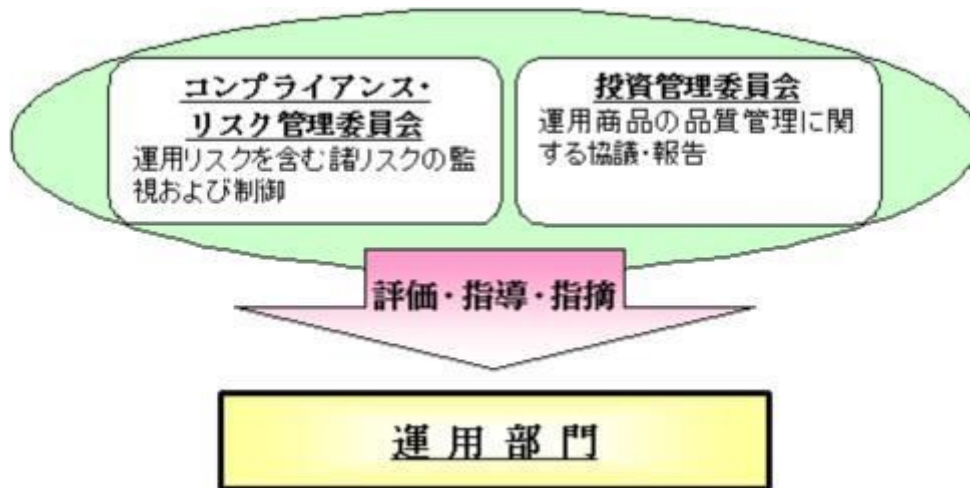 コンプライアンス・
リスク管理委員会
運用リスクを含む諸リスクの監
視および制御
投資管理委員会
運用商品の品質管理に関
する協議・報告
評価・指導・指摘
運用部門